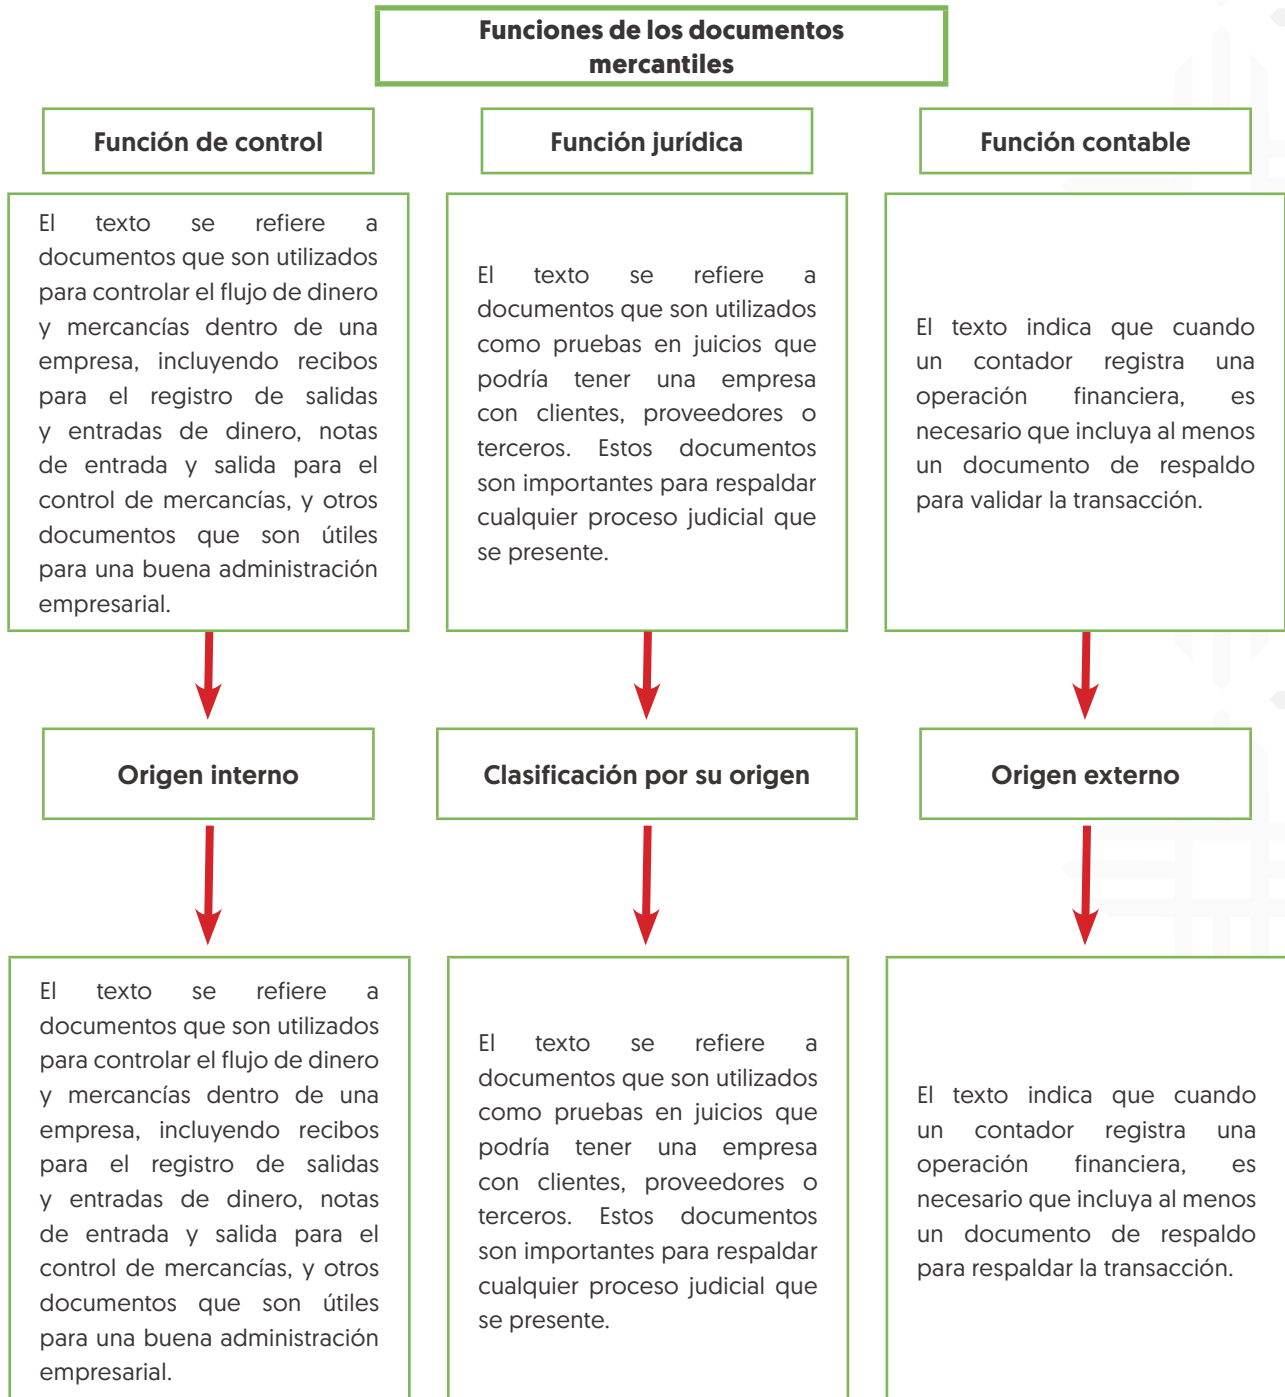 Funciones de los documentos
mercantiles
Función de control
Función jurídica
Función contable
El texto se refiere a
documentos que son utilizados
para controlar el flujo de dinero
y mercancías dentro de una
empresa, incluyendo recibos
para el registro de salidas
y entradas de dinero, notas
de entrada y salida para el
control de mercancías, y otros
documentos que son útiles
para una buena administración
empresarial.
El texto se refiere a
documentos que son utilizados
como pruebas en juicios que
podría tener una empresa
con clientes, proveedores o
terceros. Estos documentos
son importantes para respaldar
cualquier proceso judicial que
se presente.
El texto indica que cuando
un contador registra una
operación financiera, es
necesario que incluya al menos
un documento de respaldo
para validar la transacción.
Origen interno
Clasificación por su origen
Origen externo
El texto se refiere a
documentos que son utilizados
para controlar el flujo de dinero
y mercancías dentro de una
empresa, incluyendo recibos
para el registro de salidas
y entradas de dinero, notas
de entrada y salida para el
control de mercancías, y otros
documentos que son útiles
para una buena administración
empresarial.
El texto se refiere a
documentos que son utilizados
como pruebas en juicios que
podría tener una empresa
con clientes, proveedores o
terceros. Estos documentos
son importantes para respaldar
cualquier proceso judicial que
se presente.
El texto indica que cuando
un contador registra una
operación financiera, es
necesario que incluya al menos
un documento de respaldo
para respaldar la transacción.